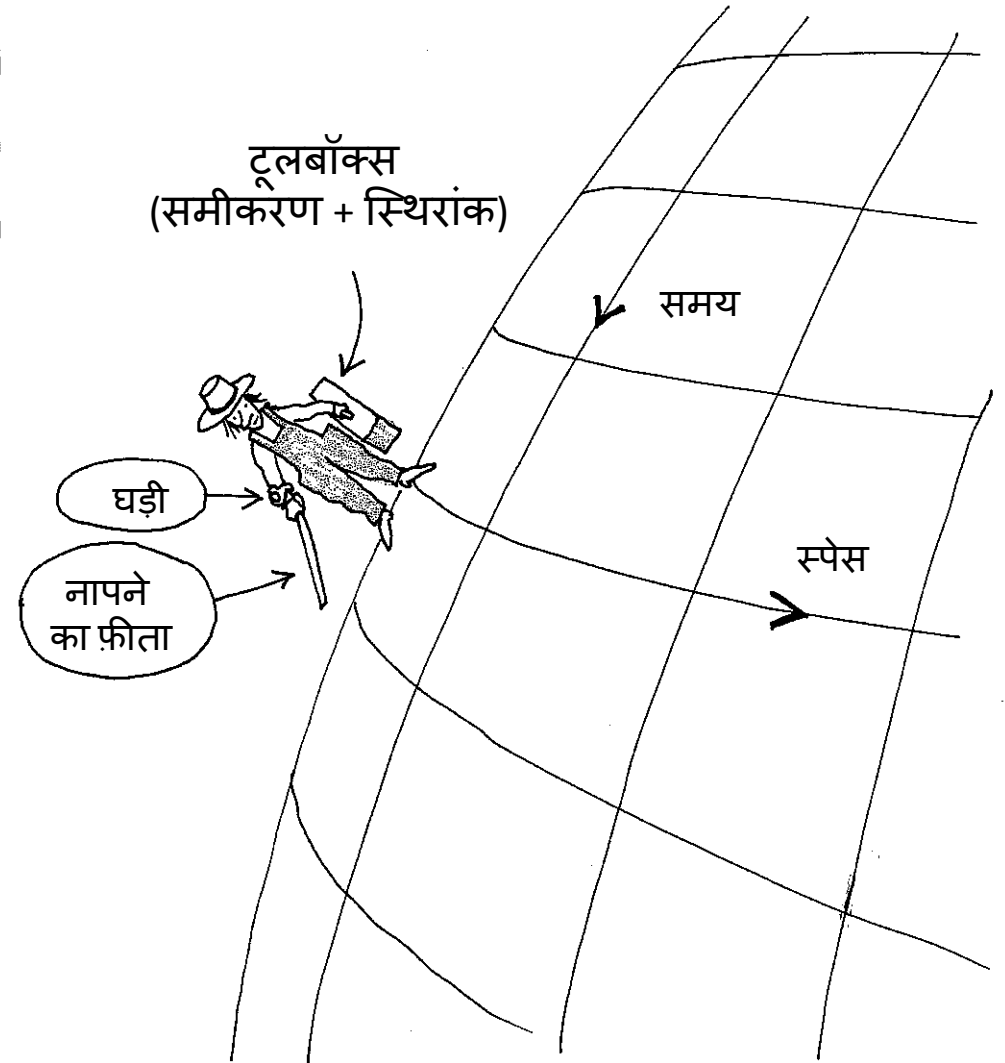 टूलबॉक्स
(समीकरण + स्थिरांक)
समय
घड़ी
स्पेस
नापने
का फ़ीता